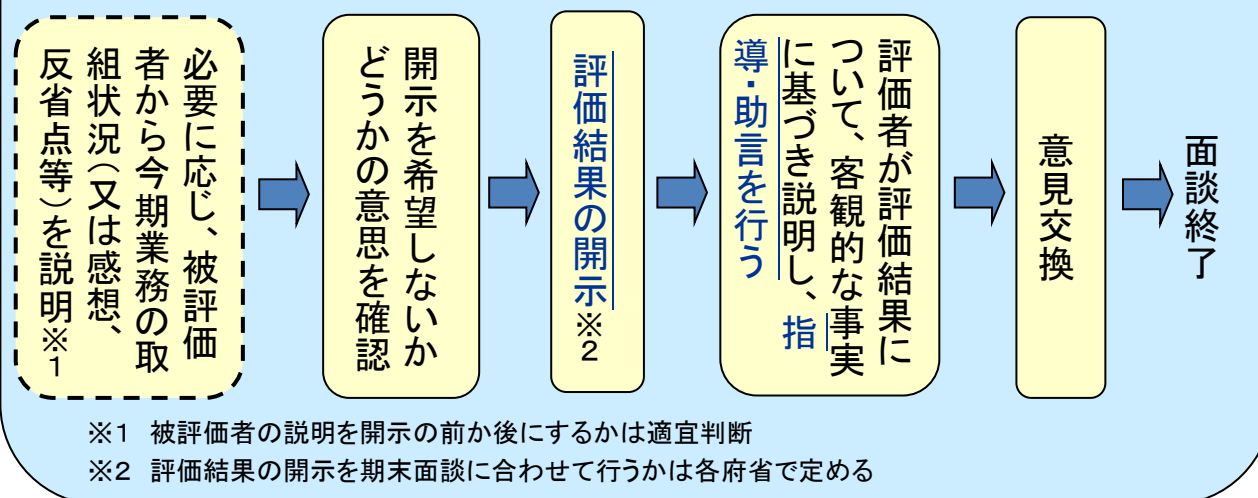 必要に応じ、被評価
者から今期業務の取
組状況（又は感想、
反省点等）を説明※1
開示を希望しないか
どうかの意思を確認
評価結果の開示※2
評価者が評価結果に
ついて、客観的な事実
に基づき説明し、指
導・助言を行う
意見交換
面談終了
※1 被評価者の説明を開示の前か後にするかは適宜判断
※2 評価結果の開示を期末面談に合わせて行うかは各府省で定める